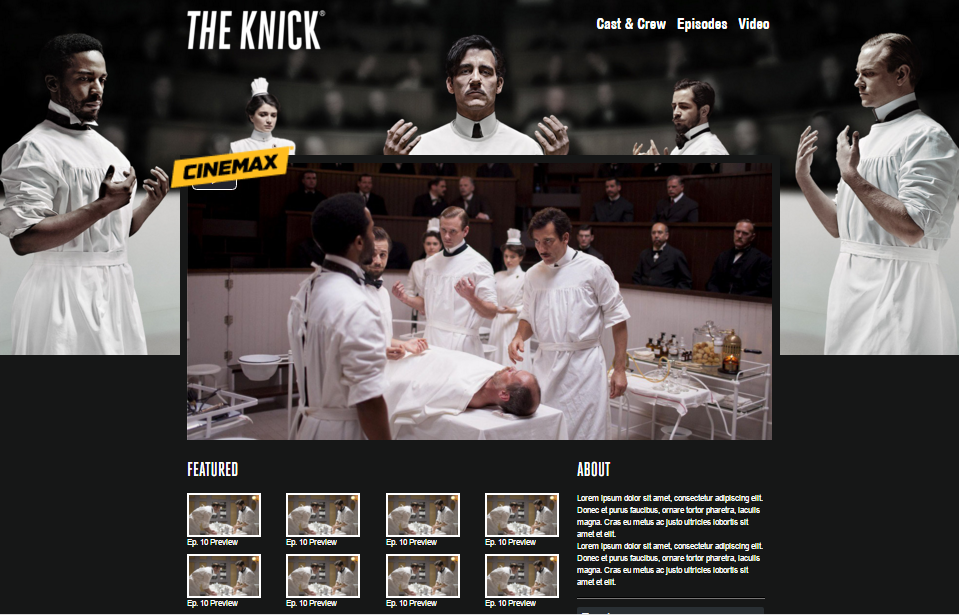 THE KNICK®
Cast & Crew Episodes Video
CINEMAX
FEATURED
Ep. 10 Preview
Ep. 10 Preview
Ep. 10 Preview
Ep. 10 Preview
Ep. 10 Preview
Ep. 10 Preview
Ep. 10 Preview
Ep. 10 Preview
ABOUT
Lorem ipsum dolor sit amet, consectetur adipiscing elit.
Donec et purus faucibus, ornare tortor pharetra, iaculis
magna. Cras eu metus ac justo ultricies lobortis sit
amet et elit.
Lorem ipsum dolor sit amet, consectetur adipiscing elit.
Donec et purus faucibus, ornare tortor pharetra, iaculis
magna. Cras eu metus ac justo ultricies lobortis sit
amet et elit.